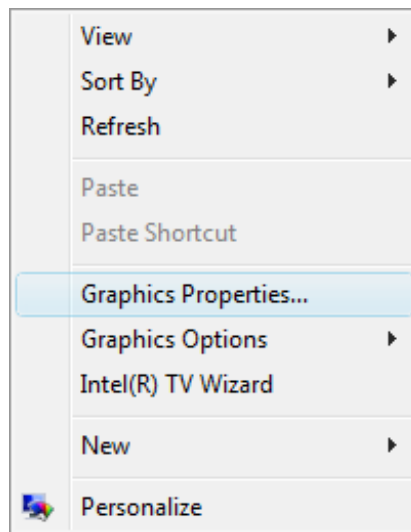 View
Sort By
Refresh
Paste
Paste Shortcut
Graphics Properties...
Graphics Options
Intel(R) TV Wizard
New
Personalize